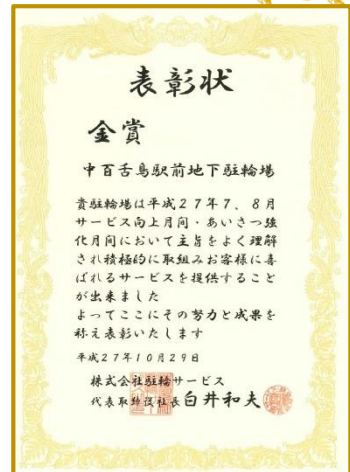 表彰状
金賞
中百舌鳥駅前地下駐輪場
貴駐輪場は平成27年7、8月
サービス向上月間・あいさつ強
化月間において主旨をよく理解
され積極的に取組みお客様に喜
ばれるサービスを提供すること
が出来ました
よってここにその努力と成果を
称え表彰いたします
平成27年10月29日
株式会社駐輪サービス
代表取締役社長白井和夫